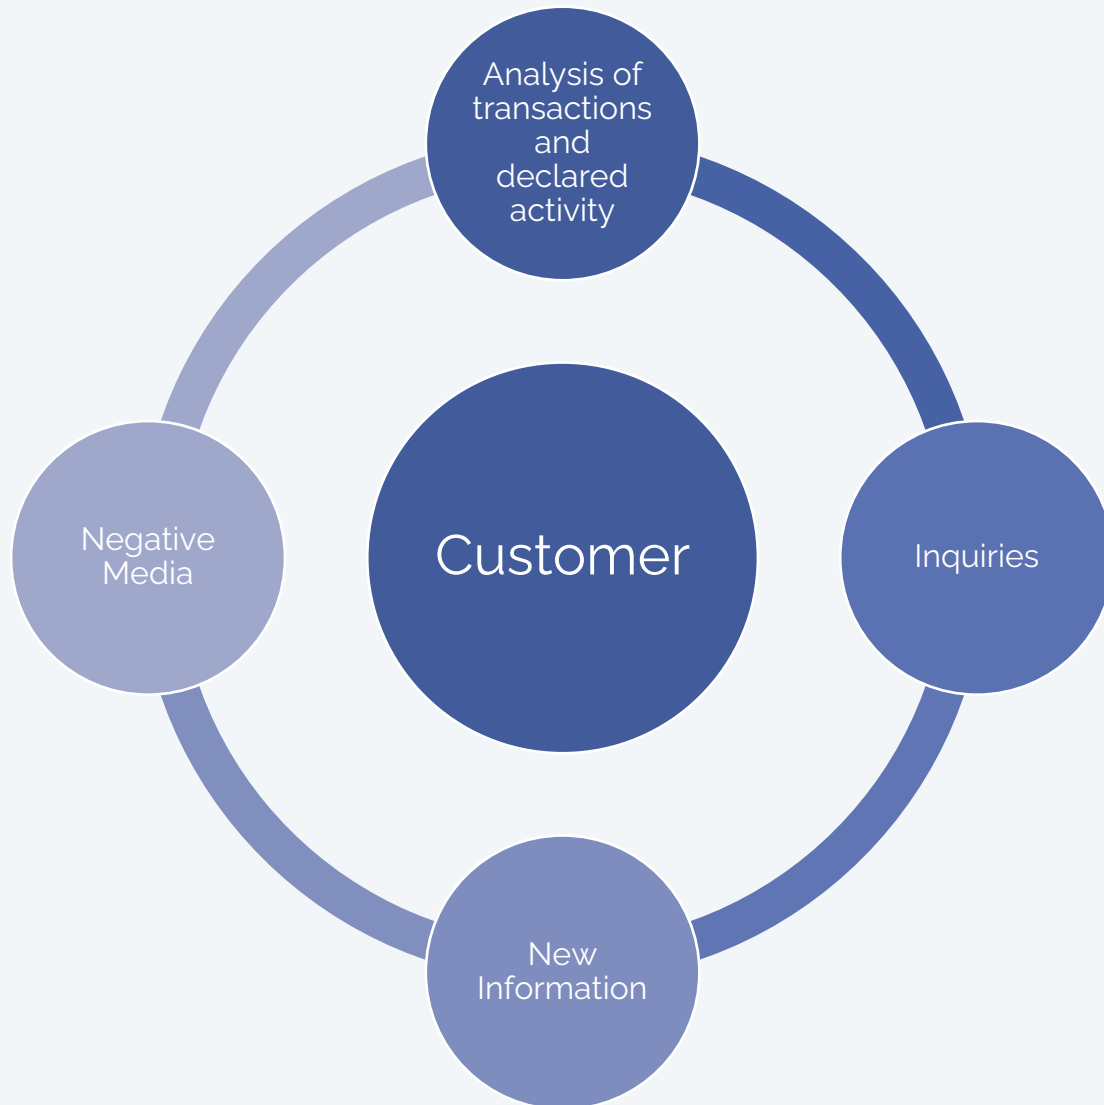 Analysis of
transactions
and
declared
activity
Negative
Media
Customer
Inquiries
New
Information